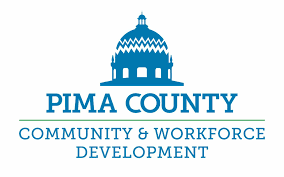 PIMA COUNTY
COMMUNITY & WORKFORCE
DEVELOPMENT